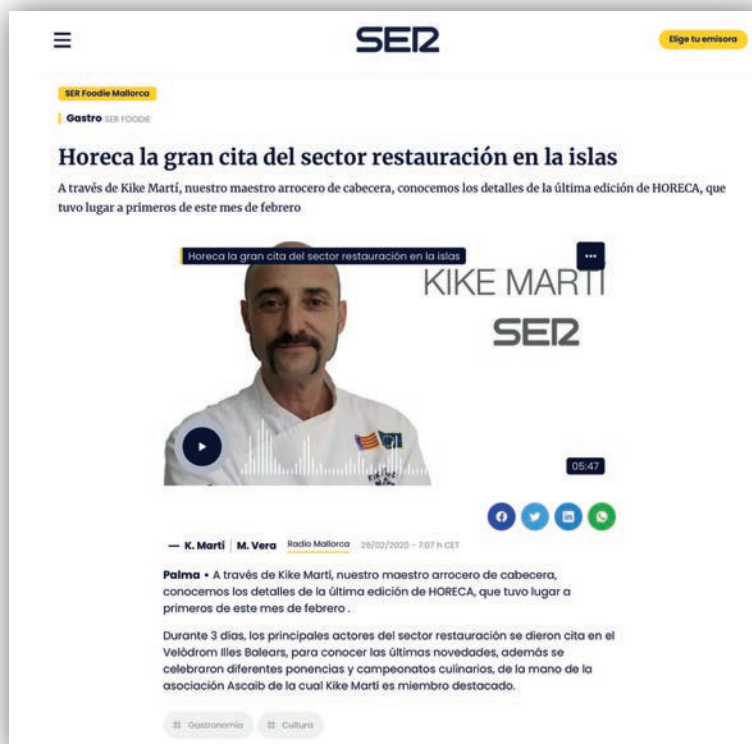 SER
Elige tu emisora
SER Foodie Mallorca
Gastro SER FOODIE
Horeca la gran cita del sector restauración en la islas
A través de Kike Martí, nuestro maestro arrocero de cabecera, conocemos los detalles de la última edición de HORECA, que
tuvo lugar a primeros de este mes de febrero
Horeca la gran cita del sector restauración en la islas
KIKE MARTÍ
SER
05:47
— K. Martí | M. Vera Radio Mallorca 26/02/2020 - 7:07 h CET
Palma • A través de Kike Martí, nuestro maestro arrocero de cabecera,
conocemos los detalles de la última edición de HORECA, que tuvo lugar a
primeros de este mes de febrero .
Durante 3 días, los principales actores del sector restauración se dieron cita en el
Velòdrom Illes Balears, para conocer las últimas novedades, además se
celebraron diferentes ponencias y campeonatos culinarios, de la mano de la
asociación Ascaib de la cual Kike Martí es miembro destacado.
# Gastronomía # Cultura